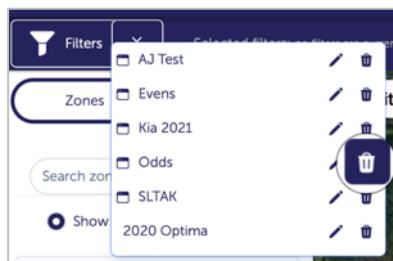 Filters
Selected filters: no filters are curren
AJ Test
Zones
Evens
Kia 2021
Odds
Search zon
SLTAK
Show
2020 Optima